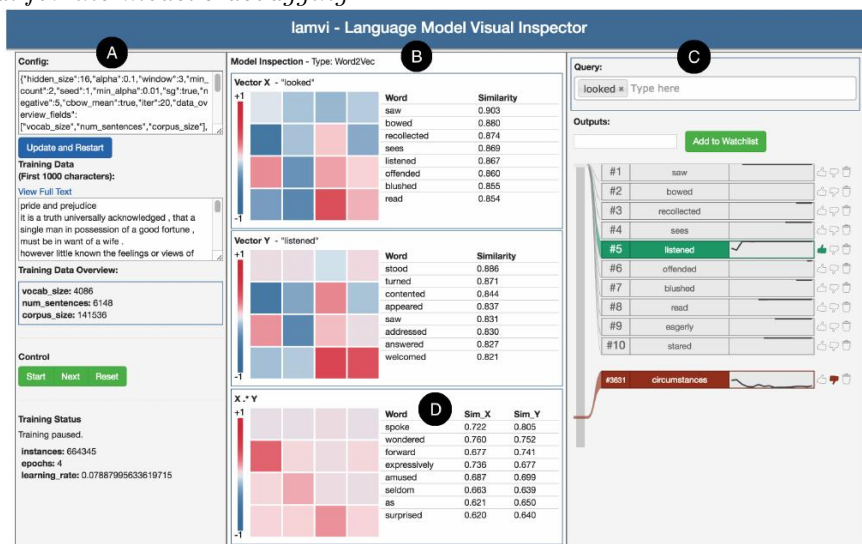 lamvi - Language Model Visual Inspector
A
Config:
{"hidden_size":16,"alpha":0.1,"window":3,"min_
count":2,"seed":1,"min_alpha":0.01,"sg":true,"n
egative":5,"cbow_mean":true,"iter":20,"data_ov
erview_fields":
["vocab_size","num_sentences","corpus_size"],
Update and Restart
Training Data
(First 1000 characters):
View Full Text
pride and prejudice
it is a truth universally acknowledged , that a
single man in possession of a good fortune ,
must be in want of a wife .
however little known the feelings or views of
Training Data Overview:
vocab_size: 4086
num_sentences: 6148
corpus_size: 141536
Control
Start Next Reset
Training Status
Training paused.
instances: 664345
epochs: 4
learning_rate: 0.07887995633619715
B
Model Inspection - Type: Word2Vec
Vector X - "looked"
+1
-1
Word Similarity
saw 0.903
bowed 0.880
recollected 0.874
sees 0.869
listened 0.867
offended 0.860
blushed 0.855
read 0.854
Vector Y - "listened"
+1
-1
Word Similarity
stood 0.886
turned 0.871
contented 0.844
appeared 0.837
saw 0.831
addressed 0.830
answered 0.827
welcomed 0.821
X .* Y
+1
-1
D
Word Sim_X Sim_Y
spoke 0.722 0.805
wondered 0.760 0.752
forward 0.677 0.741
expressively 0.736 0.677
amused 0.687 0.699
seldom 0.663 0.639
as 0.621 0.650
surprised 0.620 0.640
C
Query:
looked × Type here
Outputs:
Add to Watchlist
#1 saw
#2 bowed
#3 recollected
#4 sees
#5 listened
#6 offended
#7 blushed
#8 read
#9 eagerly
#10 stared
#3631 circumstances